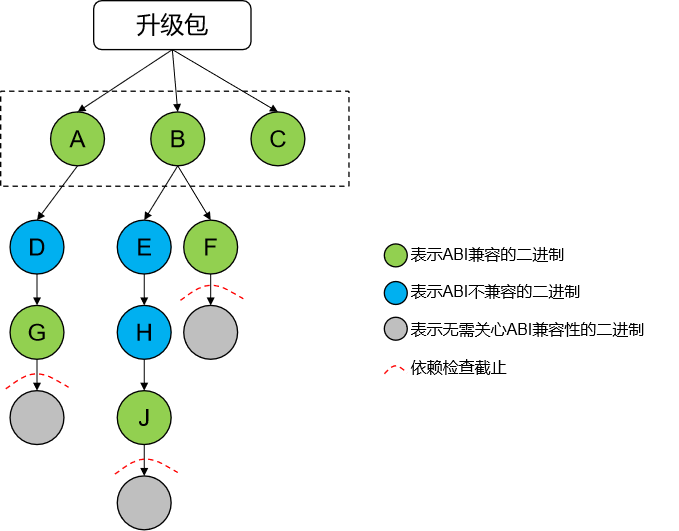 升级包
A
B
C
D
E
F
G
H
J
表示ABI兼容的二进制
表示ABI不兼容的二进制
表示无需关心ABI兼容性的二进制
依赖检查截止